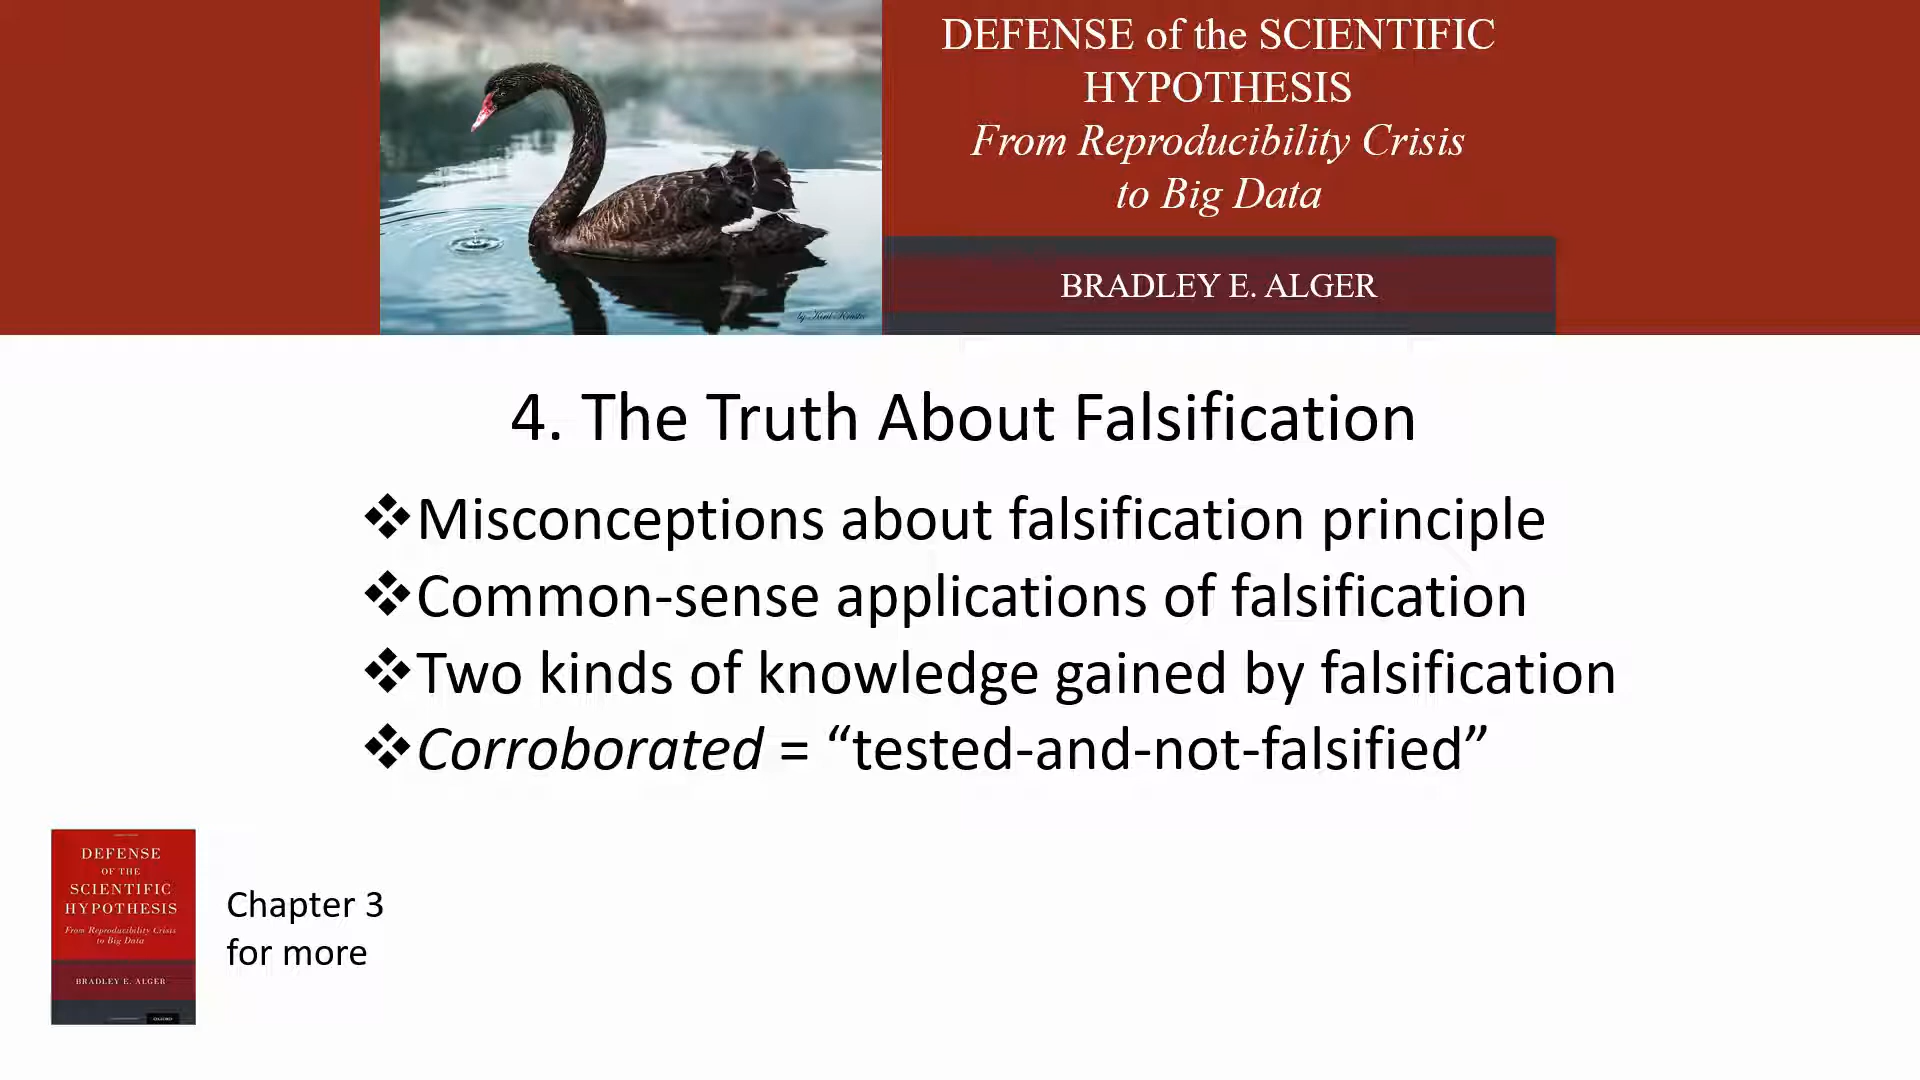 DEFENSE of the SCIENTIFIC
HYPOTHESIS
From Reproducibility Crisis
to Big Data
BRADLEY E. ALGER
4. The Truth About Falsification
❖Misconceptions about falsification principle
❖Common-sense applications of falsification
❖Two kinds of knowledge gained by falsification
❖Corroborated = “tested-and-not-falsified”
DEFENSE
OF THE
SCIENTIFIC
HYPOTHESIS
From Reproducibility Crisis
to Big Data
BRADLEY E. ALGER
OXFORD
Chapter 3
for more